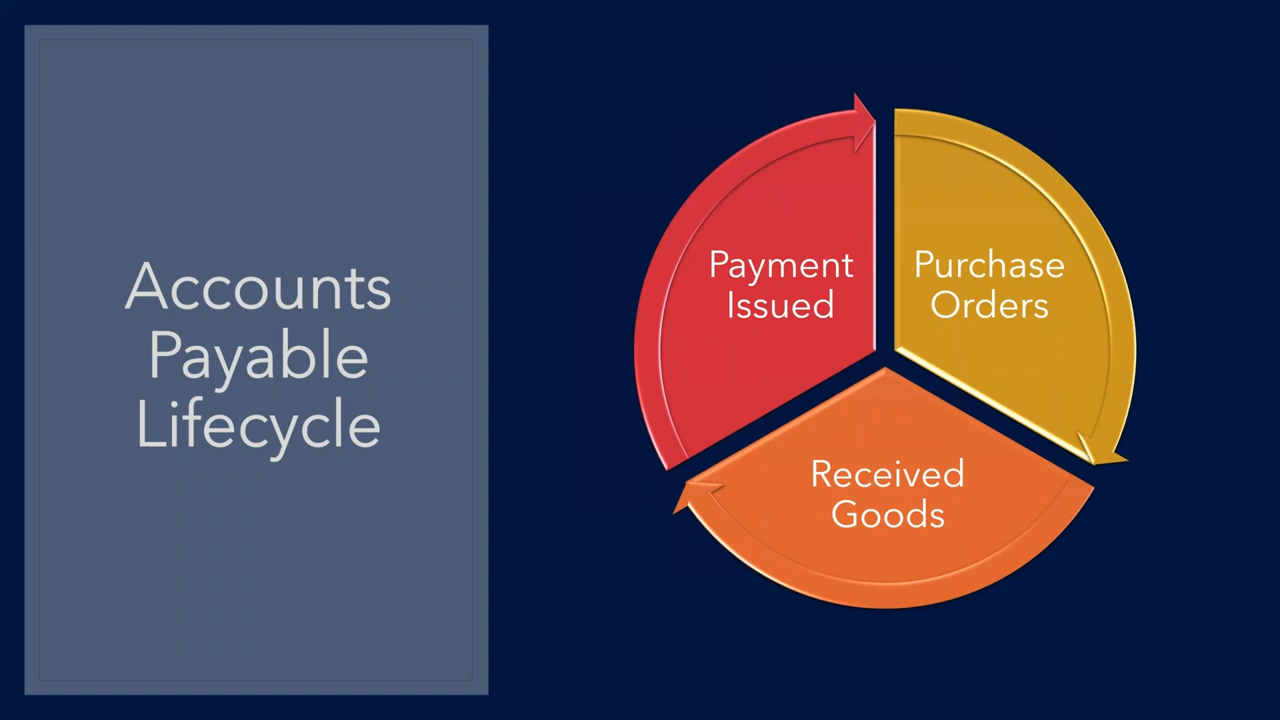 Accounts
Payable
Lifecycle
Payment
Issued
Purchase
Orders
Received
Goods